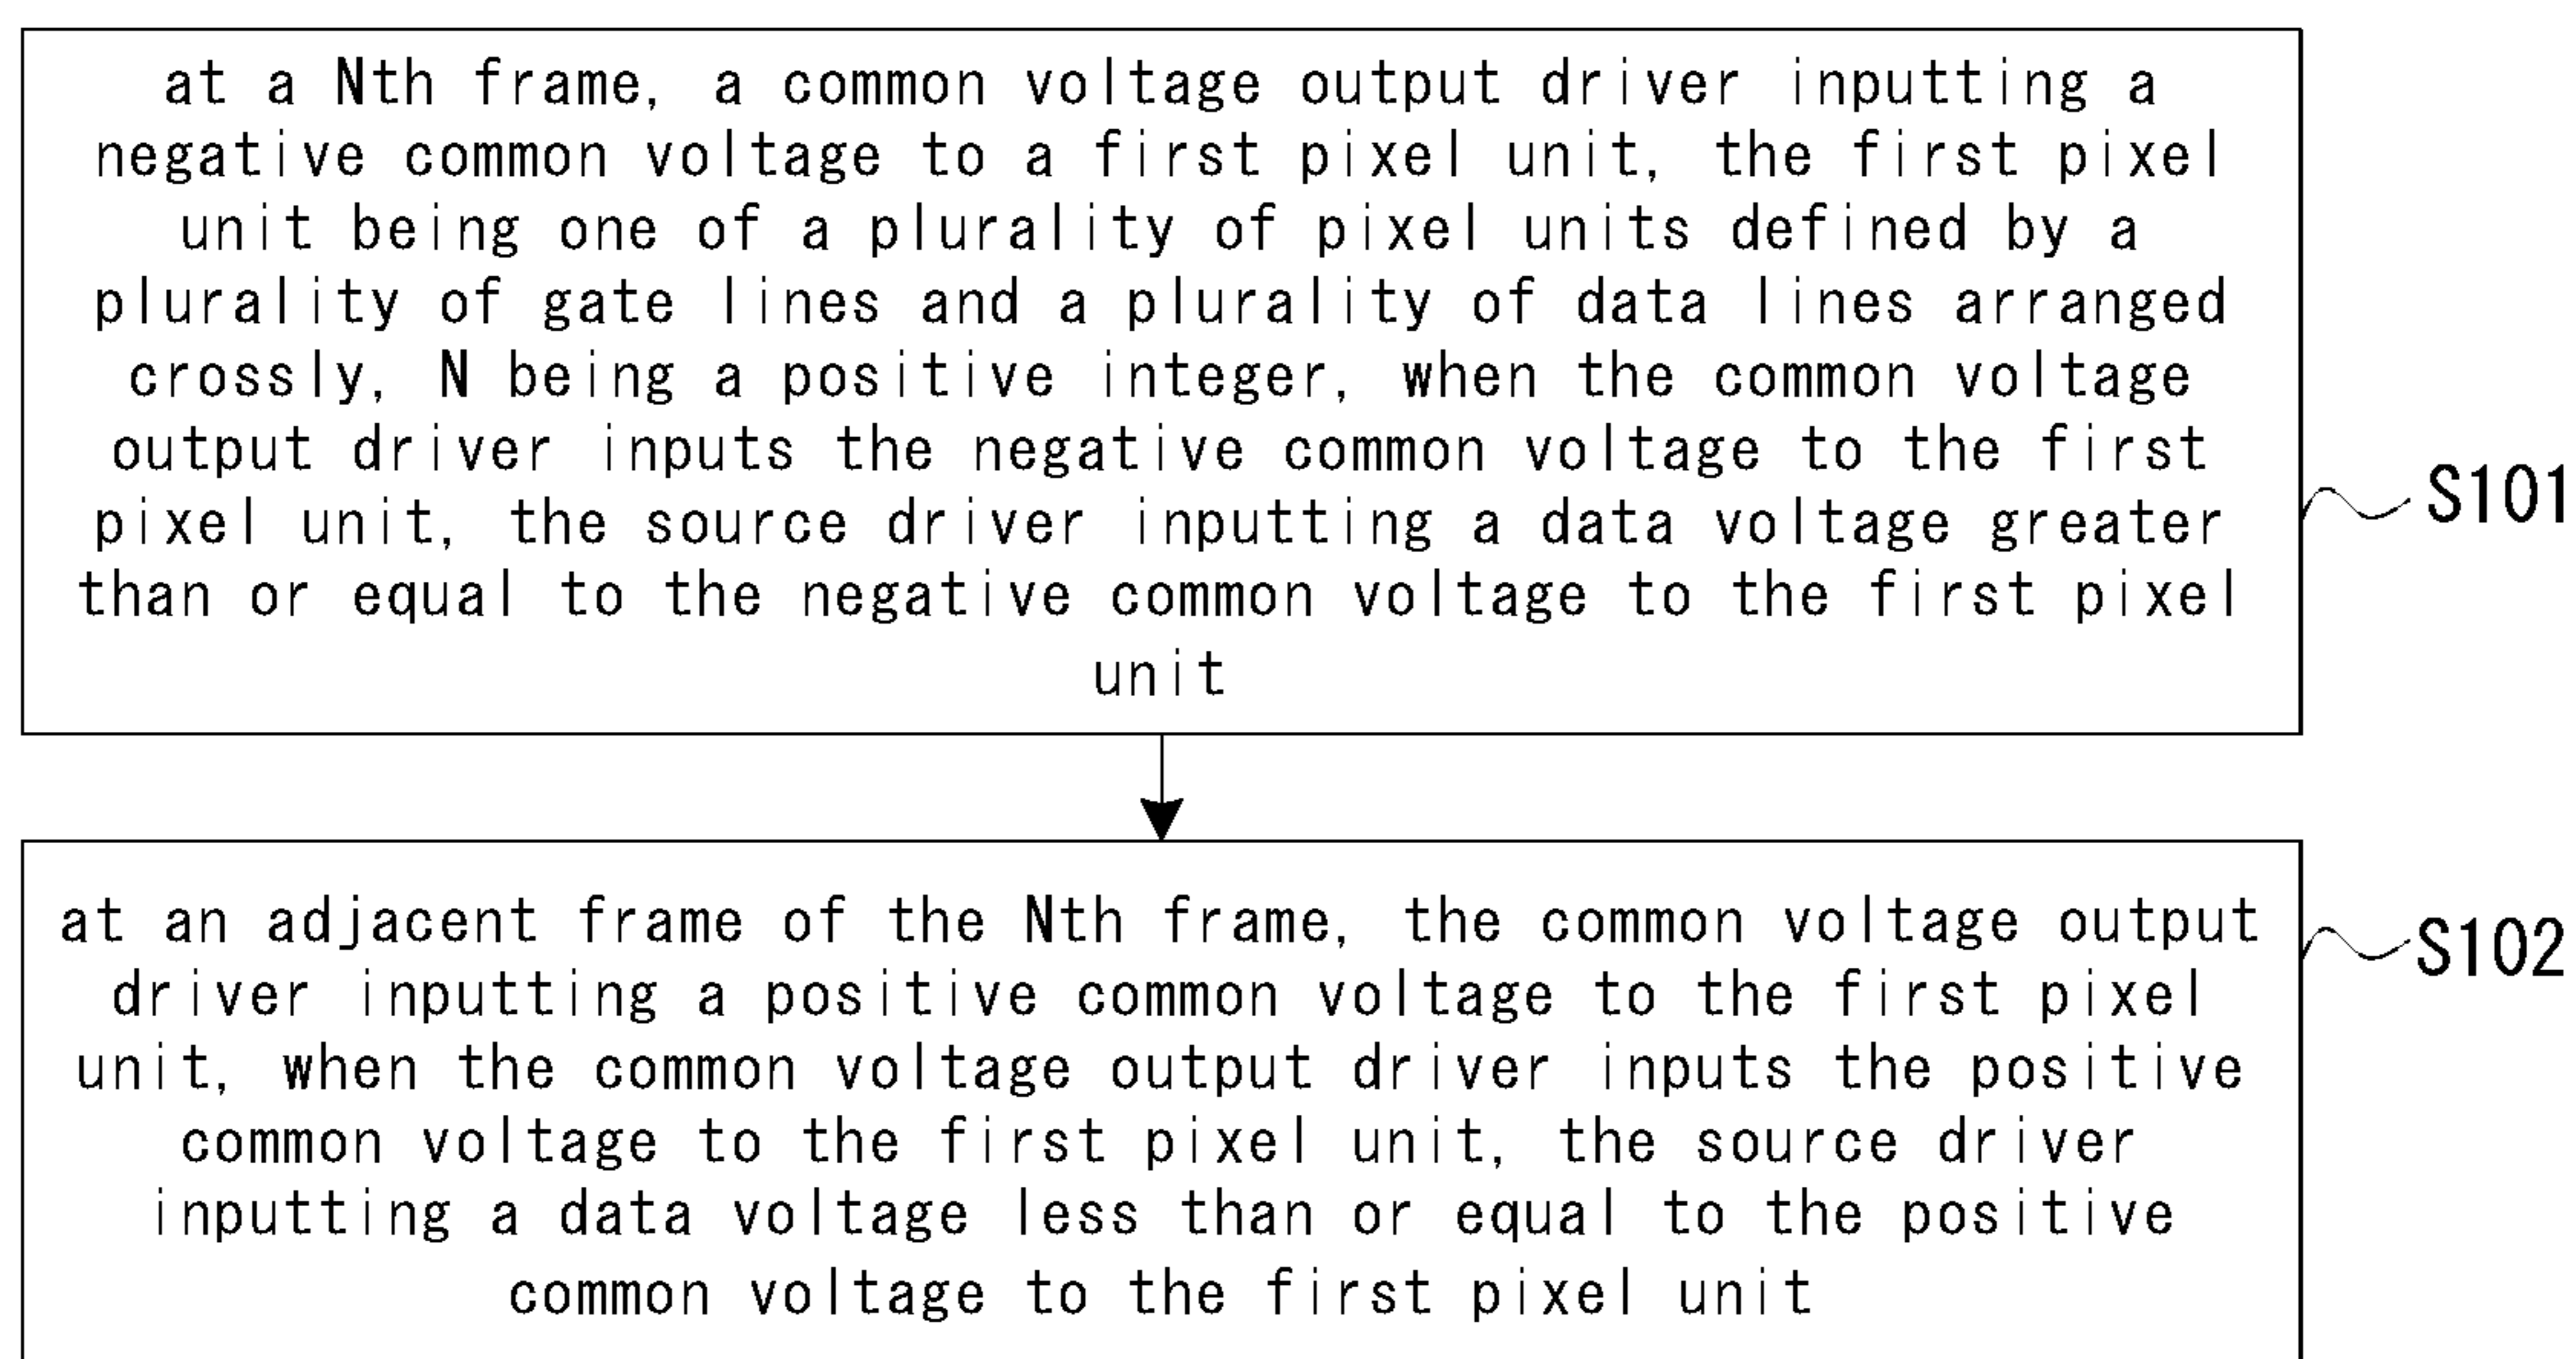 at a Nth frame, a common voltage output driver inputting a
negative common voltage to a first pixel unit, the first pixel
unit being one of a plurality of pixel units defined by a
plurality of gate lines and a plurality of data lines arranged
crossly, N being a positive integer, when the common voltage
output driver inputs the negative common voltage to the first
pixel unit, the source driver inputting a data voltage greater
than or equal to the negative common voltage to the first pixel
unit
S101
at an adjacent frame of the Nth frame, the common voltage output
driver inputting a positive common voltage to the first pixel
unit, when the common voltage output driver inputs the positive
common voltage to the first pixel unit, the source driver
inputting a data voltage less than or equal to the positive
common voltage to the first pixel unit
S102